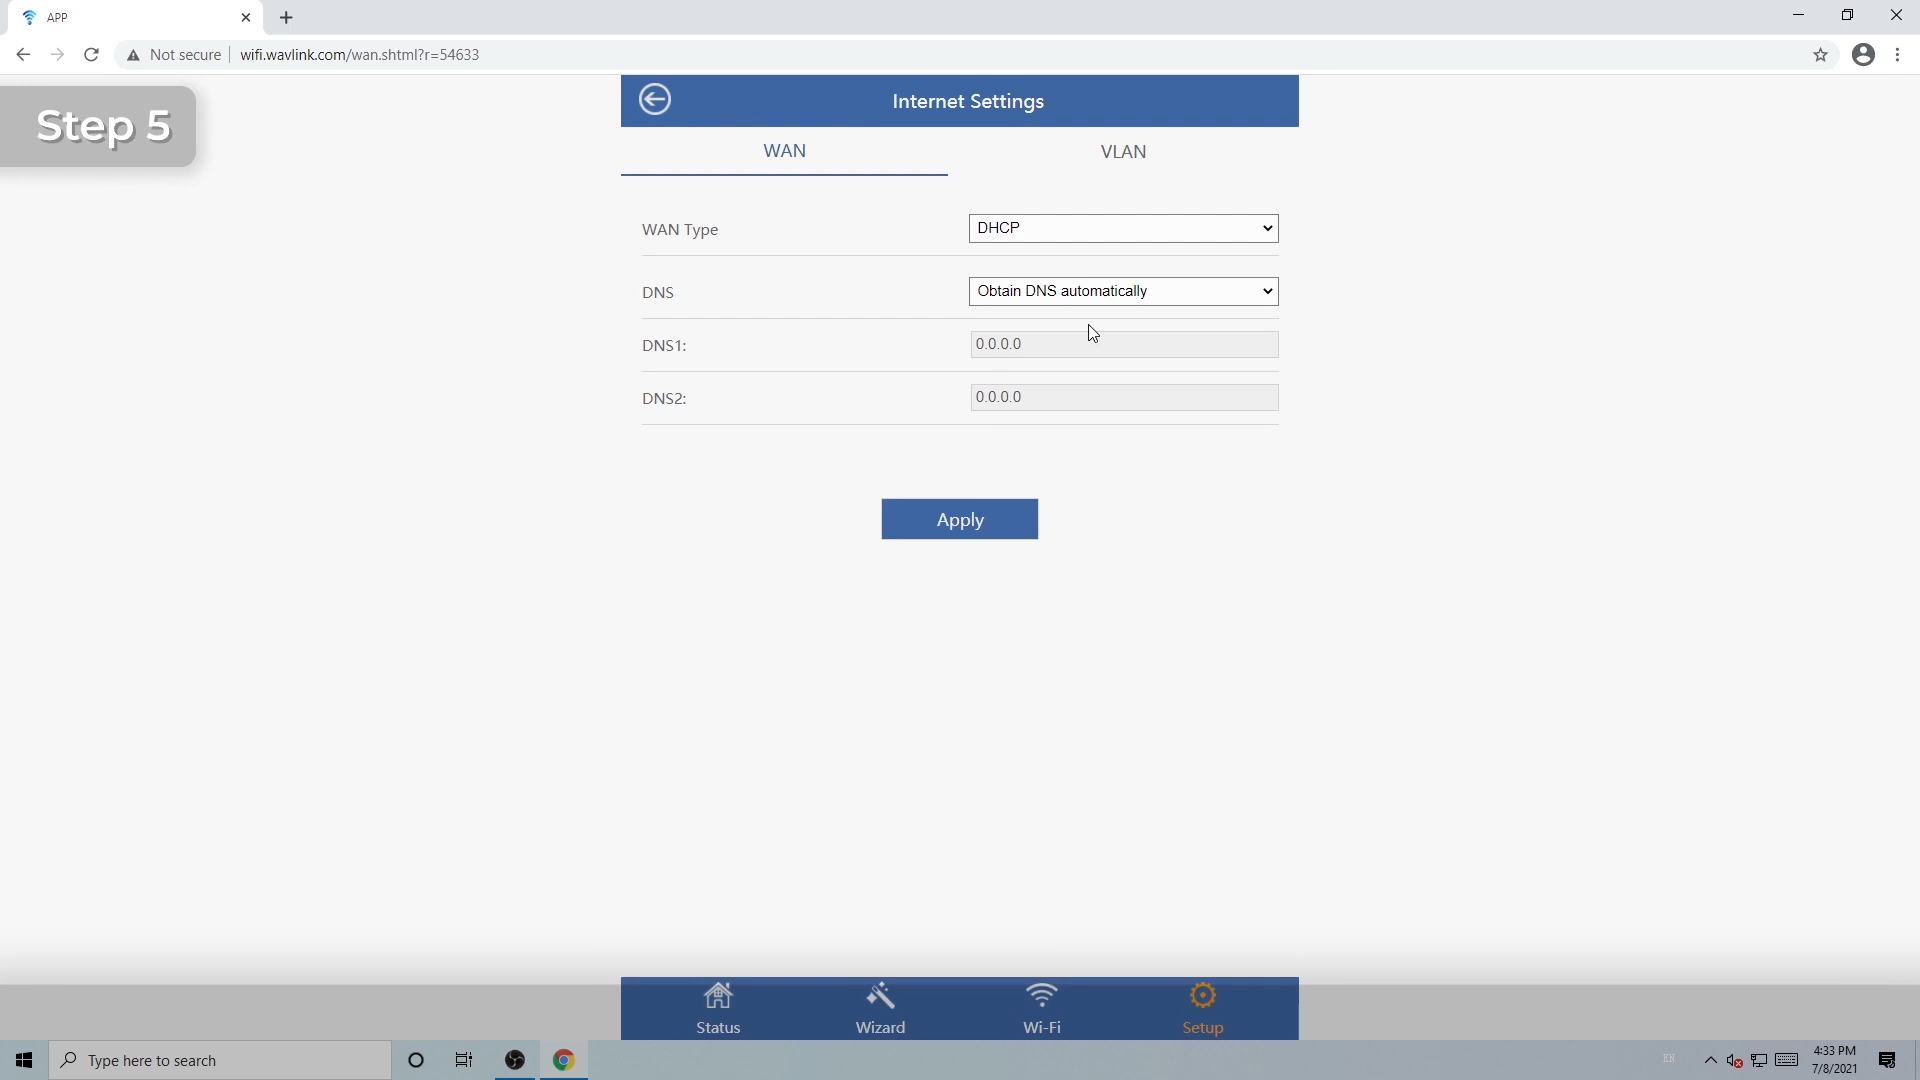 APP
Not secure
wifi.wavlink.com/wan.shtml?r=54633
Step 5
Internet Settings
WAN
VLAN
WAN Type
DHCP
DNS
Obtain DNS automatically
DNS1:
0.0.0.0
DNS2:
0.0.0.0
Apply
Status
Wizard
Wi-Fi
Setup
Type here to search
EN
4:33 PM
7/8/2021